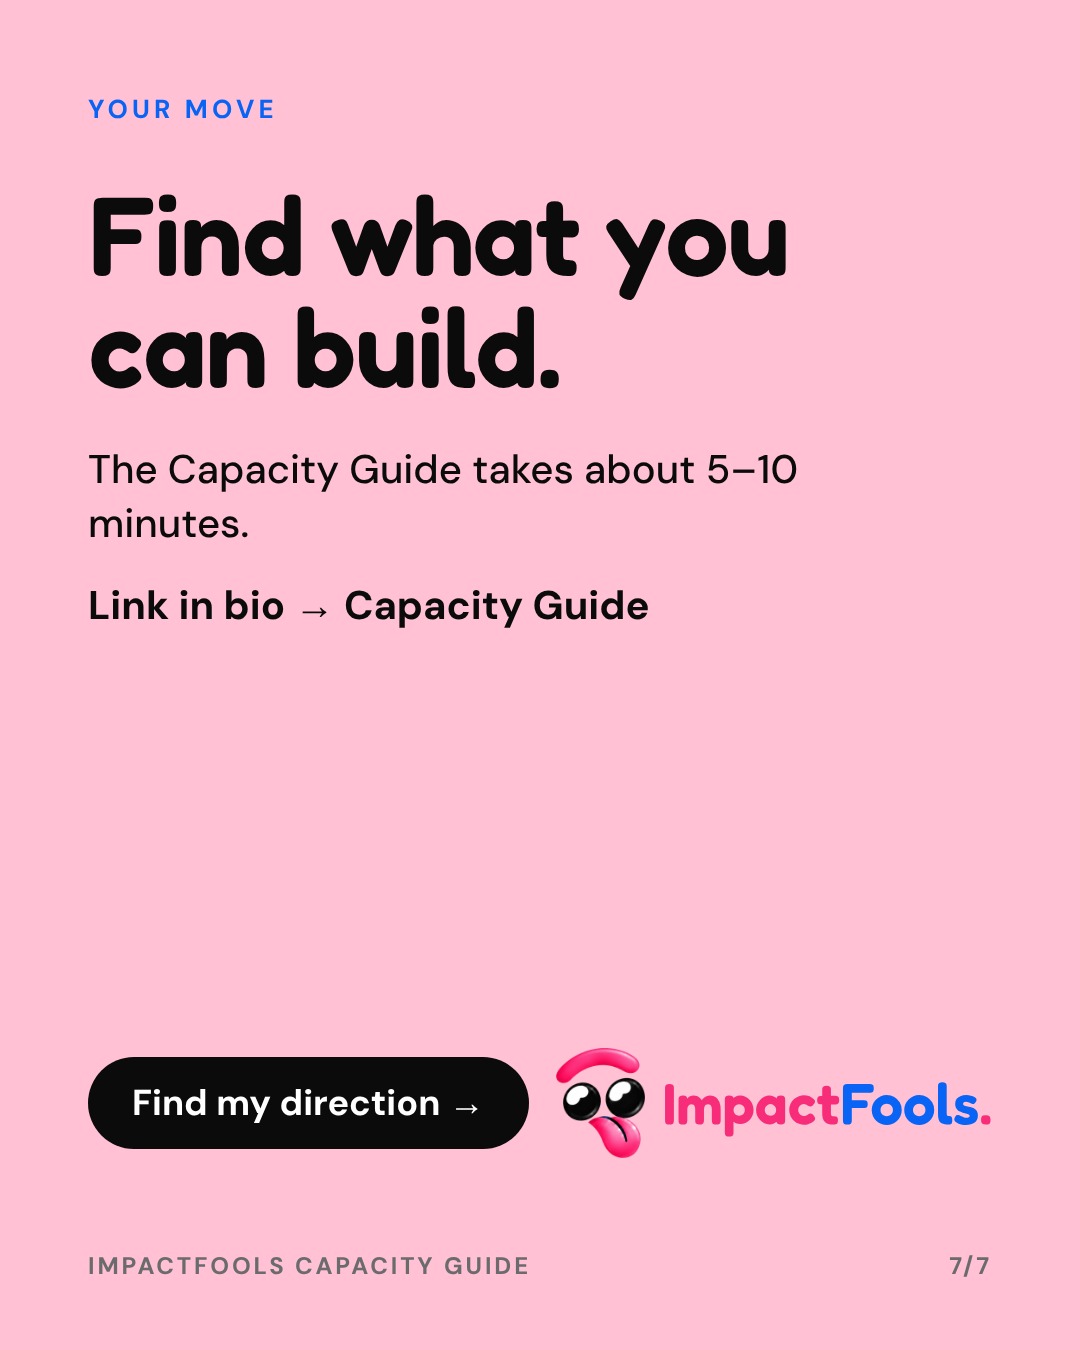 YOUR MOVE
Find what you
can build.
The Capacity Guide takes about 5–10
minutes.
Link in bio → Capacity Guide
Find my direction →
ImpactFools.
IMPACTFOOLS CAPACITY GUIDE
7/7